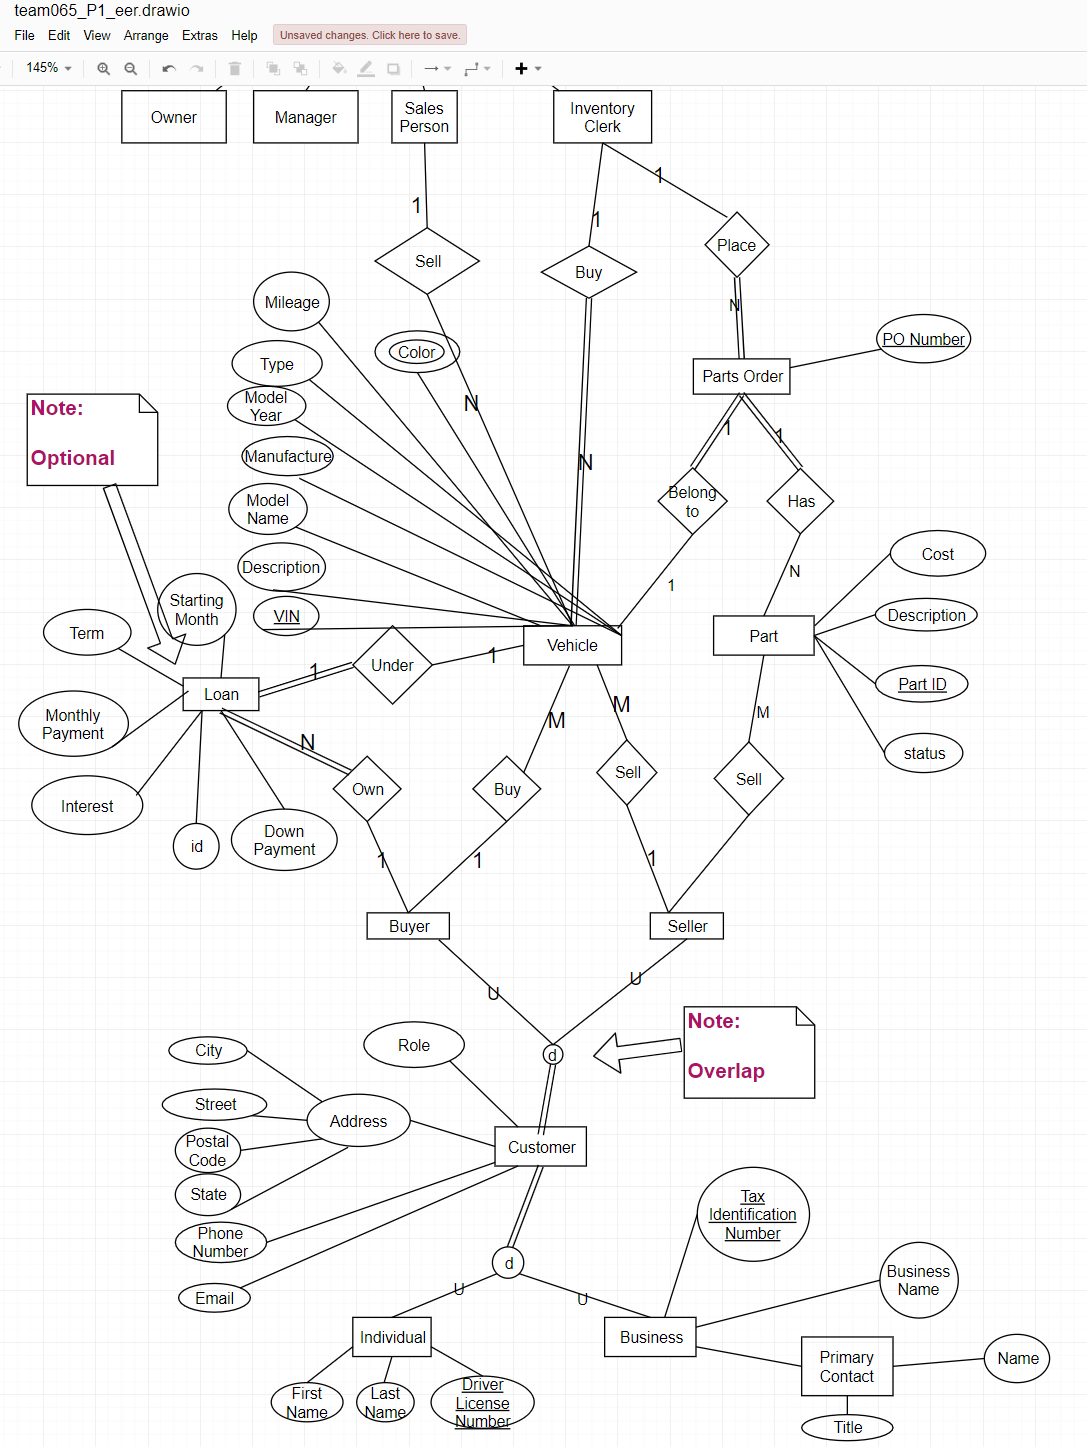 team065_P1_eer.drawio
File Edit View Arrange Extras Help Unsaved changes. Click here to save.
145%
Owner
Manager
Sales
Person
Inventory
Clerk
1
1
1
Sell
Buy
Place
Mileage
N
Color
PO Number
Type
Parts Order
Model
Year
N
Note:
Optional
1
1
Manufacture
N
Model
Name
Belong
to
Has
Description
Cost
N
1
Starting
Month
VIN
Description
Term
Vehicle
Part
Under
1
1
Loan
Part ID
Monthly
Payment
M
M
M
N
status
Interest
Own
Buy
Sell
Sell
id
Down
Payment
1
1
1
Buyer
Seller
U
U
Note:
Overlap
City
Role
d
Street
Address
Postal
Code
Customer
State
Tax
Identification
Number
Phone
Number
d
Email
U
U
Business
Name
Individual
Business
Primary
Contact
Name
First
Name
Last
Name
Driver
License
Number
Title